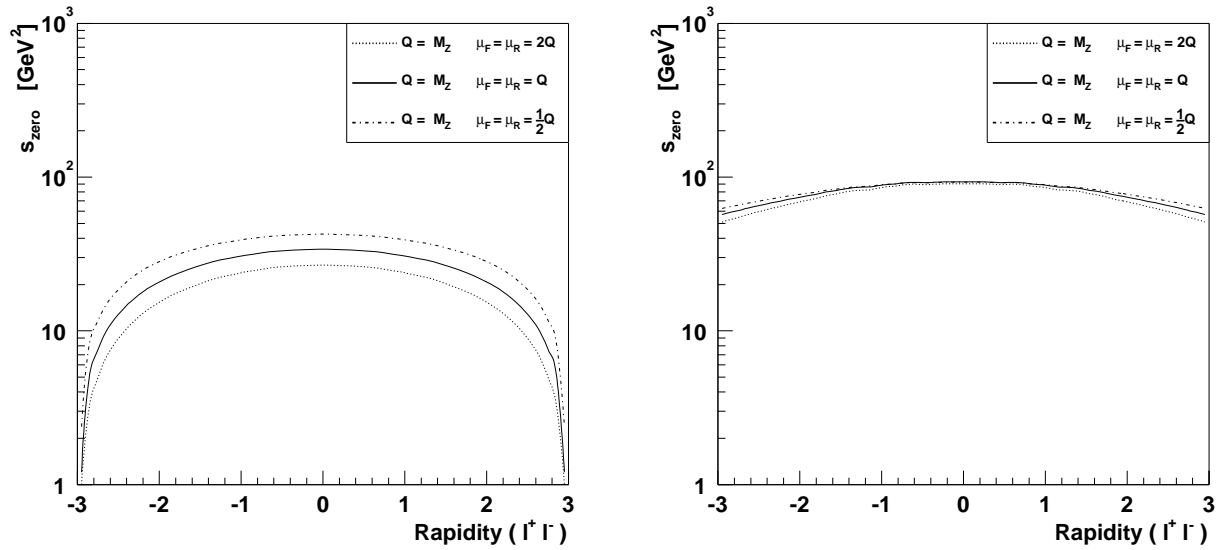 s_zero [GeV²]
10³
10²
10
1
Q = M_Z μ_F = μ_R = 2Q
Q = M_Z μ_F = μ_R = Q
Q = M_Z μ_F = μ_R = ½Q
-3 -2 -1 0 1 2 3
Rapidity ( l⁺ l⁻ )
s_zero [GeV²]
10³
10²
10
1
Q = M_Z μ_F = μ_R = 2Q
Q = M_Z μ_F = μ_R = Q
Q = M_Z μ_F = μ_R = ½Q
-3 -2 -1 0 1 2 3
Rapidity ( l⁺ l⁻ )